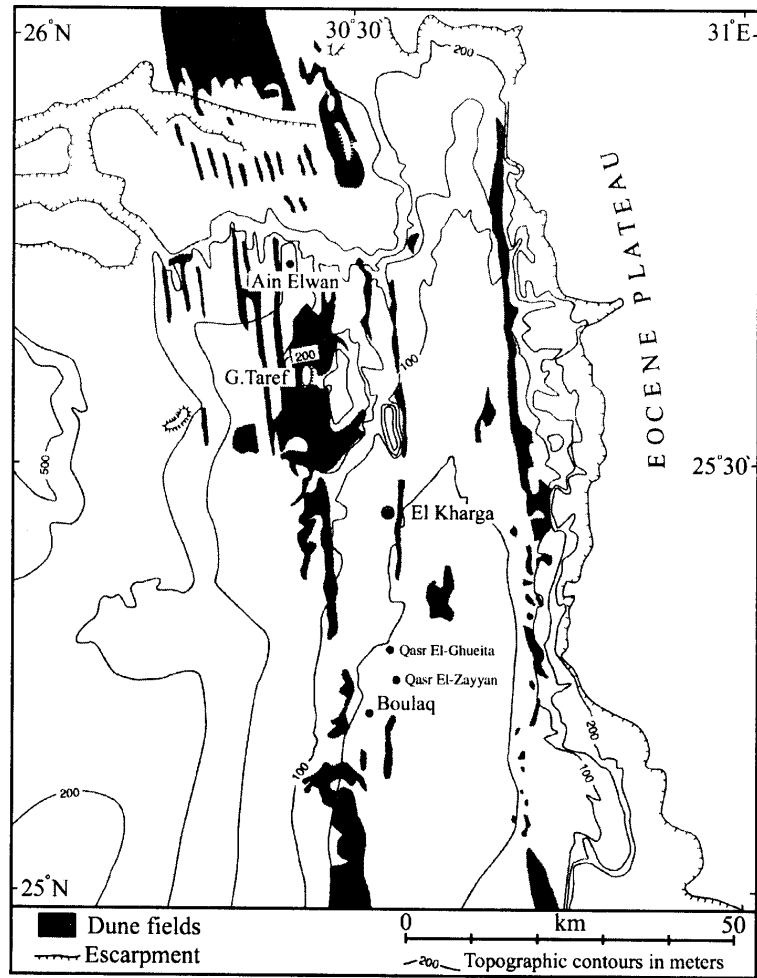 26°N
30°30'
31°E
200
EOCENE PLATEAU
Ain Elwan
200
G.Taref
100
500
25°30'
El Kharga
Qasr El-Ghueita
Qasr El-Zayyan
Boulaq
200
100
100
200
25°N
Dune fields
0 km 50
Escarpment
200 Topographic contours in meters